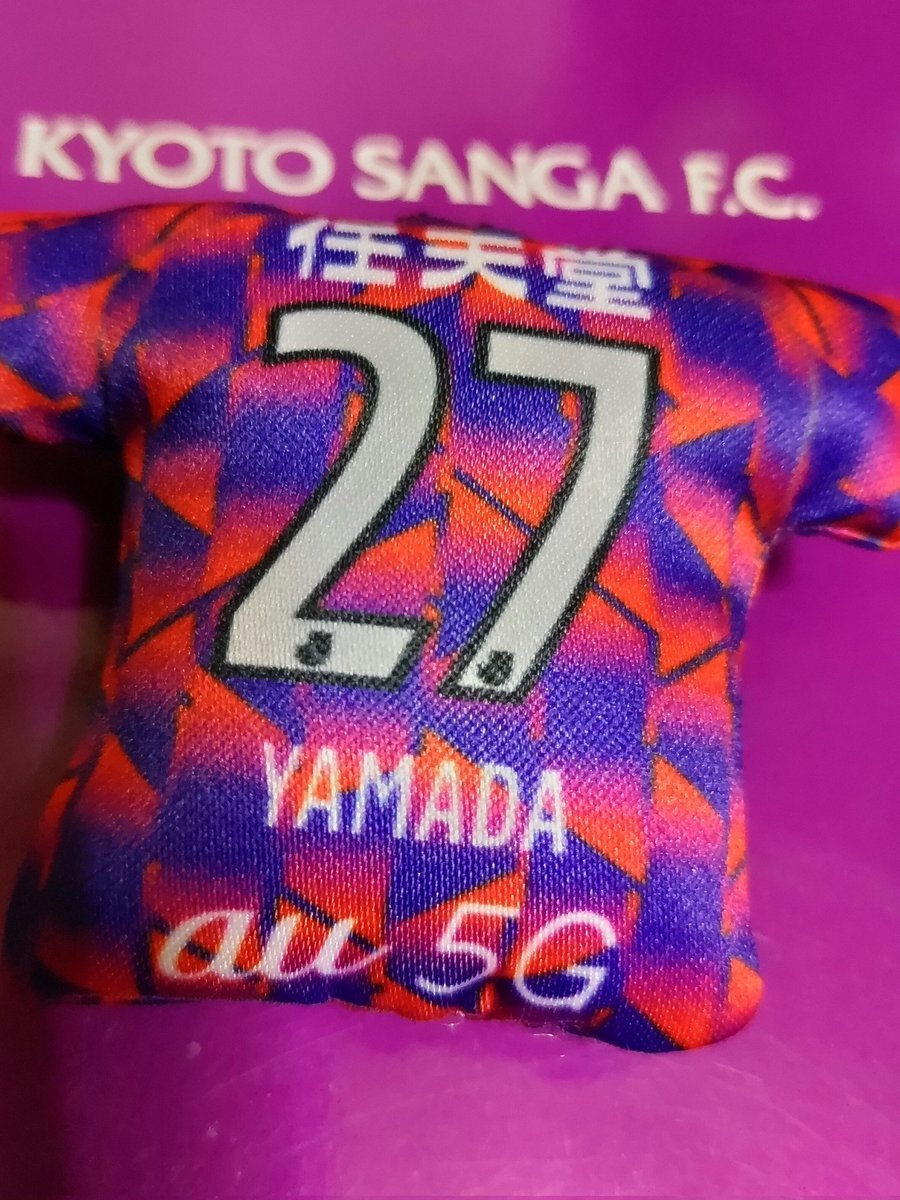 KYOTO SANGA F.C.
任天堂
27
YAMADA
au 5G